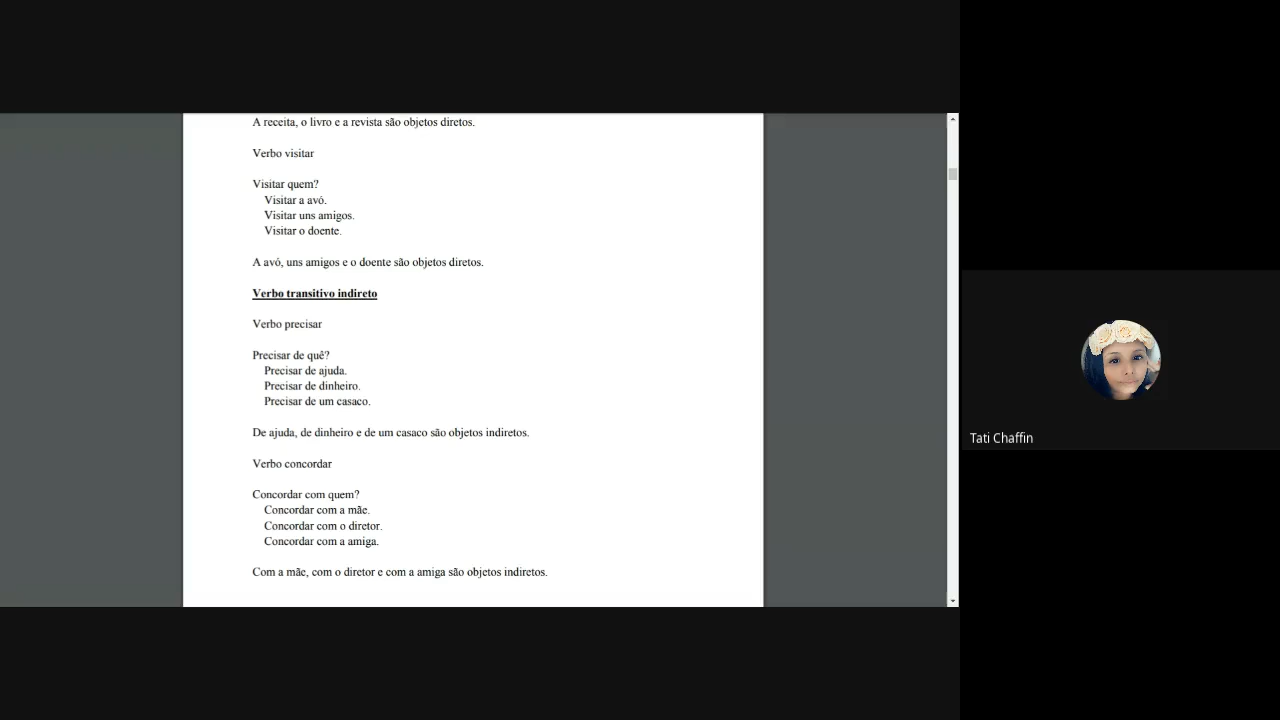 A receita, o livro e a revista são objetos diretos.
Verbo visitar
Visitar quem?
Visitar a avó.
Visitar uns amigos.
Visitar o doente.
A avó, uns amigos e o doente são objetos diretos.
Verbo transitivo indireto
Verbo precisar
Precisar de quê?
Precisar de ajuda.
Precisar de dinheiro.
Precisar de um casaco.
De ajuda, de dinheiro e de um casaco são objetos indiretos.
Verbo concordar
Concordar com quem?
Concordar com a mãe.
Concordar com o diretor.
Concordar com a amiga.
Com a mãe, com o diretor e com a amiga são objetos indiretos.
Tati Chaffin